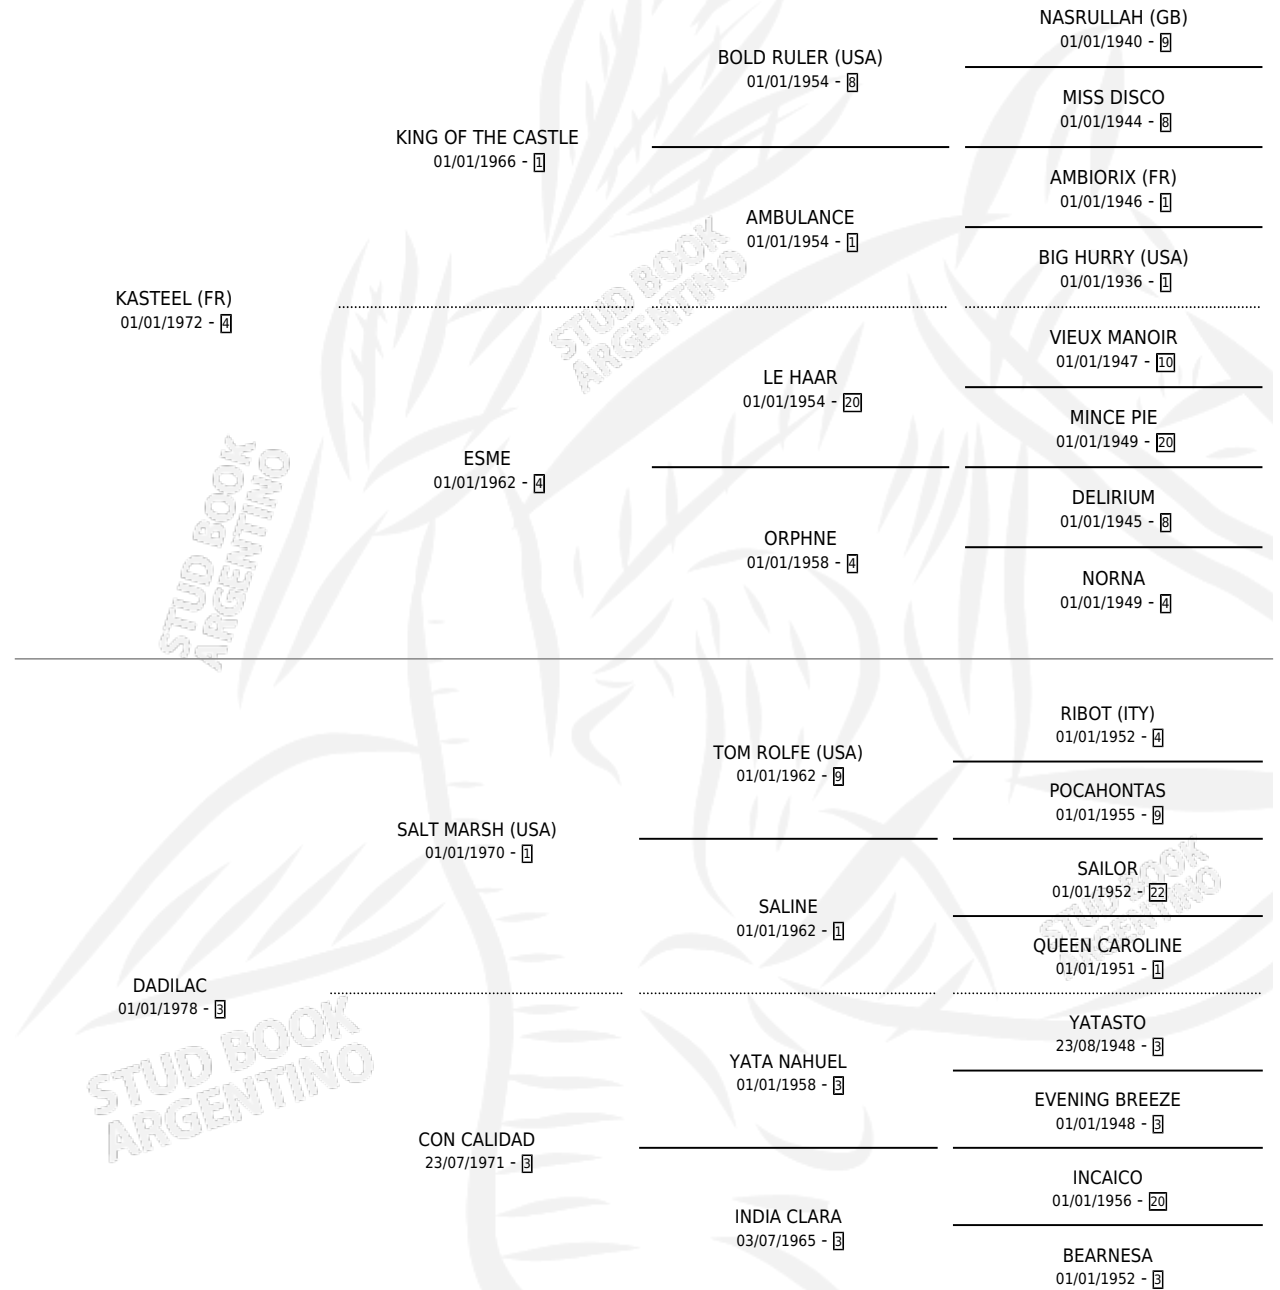 NASRULLAH (GB)
01/01/1940 - 9
BOLD RULER (USA)
01/01/1954 - 8
MISS DISCO
01/01/1944 - 8
KING OF THE CASTLE
01/01/1966 - 1
AMBIORIX (FR)
01/01/1946 - 1
AMBULANCE
01/01/1954 - 1
BIG HURRY (USA)
01/01/1936 - 1
KASTEEL (FR)
01/01/1972 - 4
VIEUX MANOIR
01/01/1947 - 10
LE HAAR
01/01/1954 - 20
MINCE PIE
01/01/1949 - 20
ESME
01/01/1962 - 4
DELIRIUM
01/01/1945 - 8
ORPHNE
01/01/1958 - 4
NORNA
01/01/1949 - 4
STUD BOOK
ARGENTINO
STUD BOOK
ARGENTINO
RIBOT (ITY)
01/01/1952 - 4
TOM ROLFE (USA)
01/01/1962 - 9
POCAHONTAS
01/01/1955 - 9
SALT MARSH (USA)
01/01/1970 - 1
SAILOR
01/01/1952 - 22
SALINE
01/01/1962 - 1
QUEEN CAROLINE
01/01/1951 - 1
STUD BOOK
ARGENTINO
DADILAC
01/01/1978 - 3
YATASTO
23/08/1948 - 3
YATA NAHUEL
01/01/1958 - 3
EVENING BREEZE
01/01/1948 - 3
CON CALIDAD
23/07/1971 - 3
INCAICO
01/01/1956 - 20
INDIA CLARA
03/07/1965 - 3
BEARNESA
01/01/1952 - 3
STUD BOOK
ARGENTINO